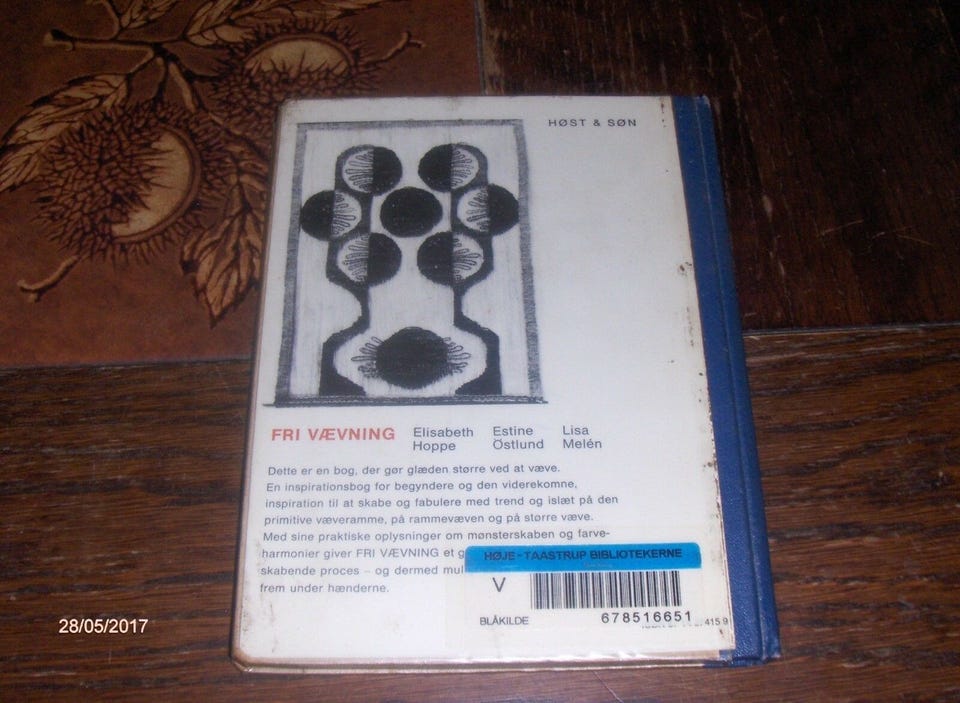 HØST & SØN
FRI VÆVNING
Elisabeth Hoppe
Estine Östlund
Lisa Melén
Dette er en bog, der gør glæden større ved at væve.
En inspirationsbog for begyndere og den viderekomne,
inspiration til at skabe og fabulere med trend og islæt på den
primitive væveramme, på rammevæven og på større væve.
Med sine praktiske oplysninger om mønsterskaben og farve-
harmonier giver FRI VÆVNING et g
skabende proces – og dermed mul
frem under hænderne.
HØJE-TAASTRUP BIBLIOTEKERNE
V
BLÅKILDE
678516651
415 9
28/05/2017